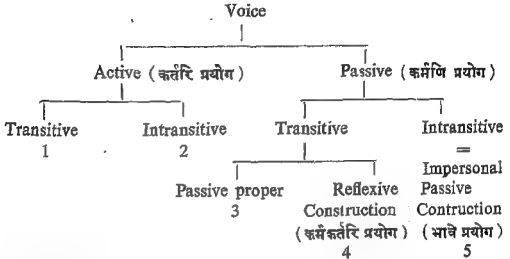 Voice
Active (कर्तरि प्रयोग) Passive (कर्मणि प्रयोग)
Transitive Intransitive Transitive Intransitive
1 2 =
Impersonal
Passive proper Reflexive Passive
3 Construction Contruction
(कर्मकर्तरि प्रयोग) (भावे प्रयोग)
4 5